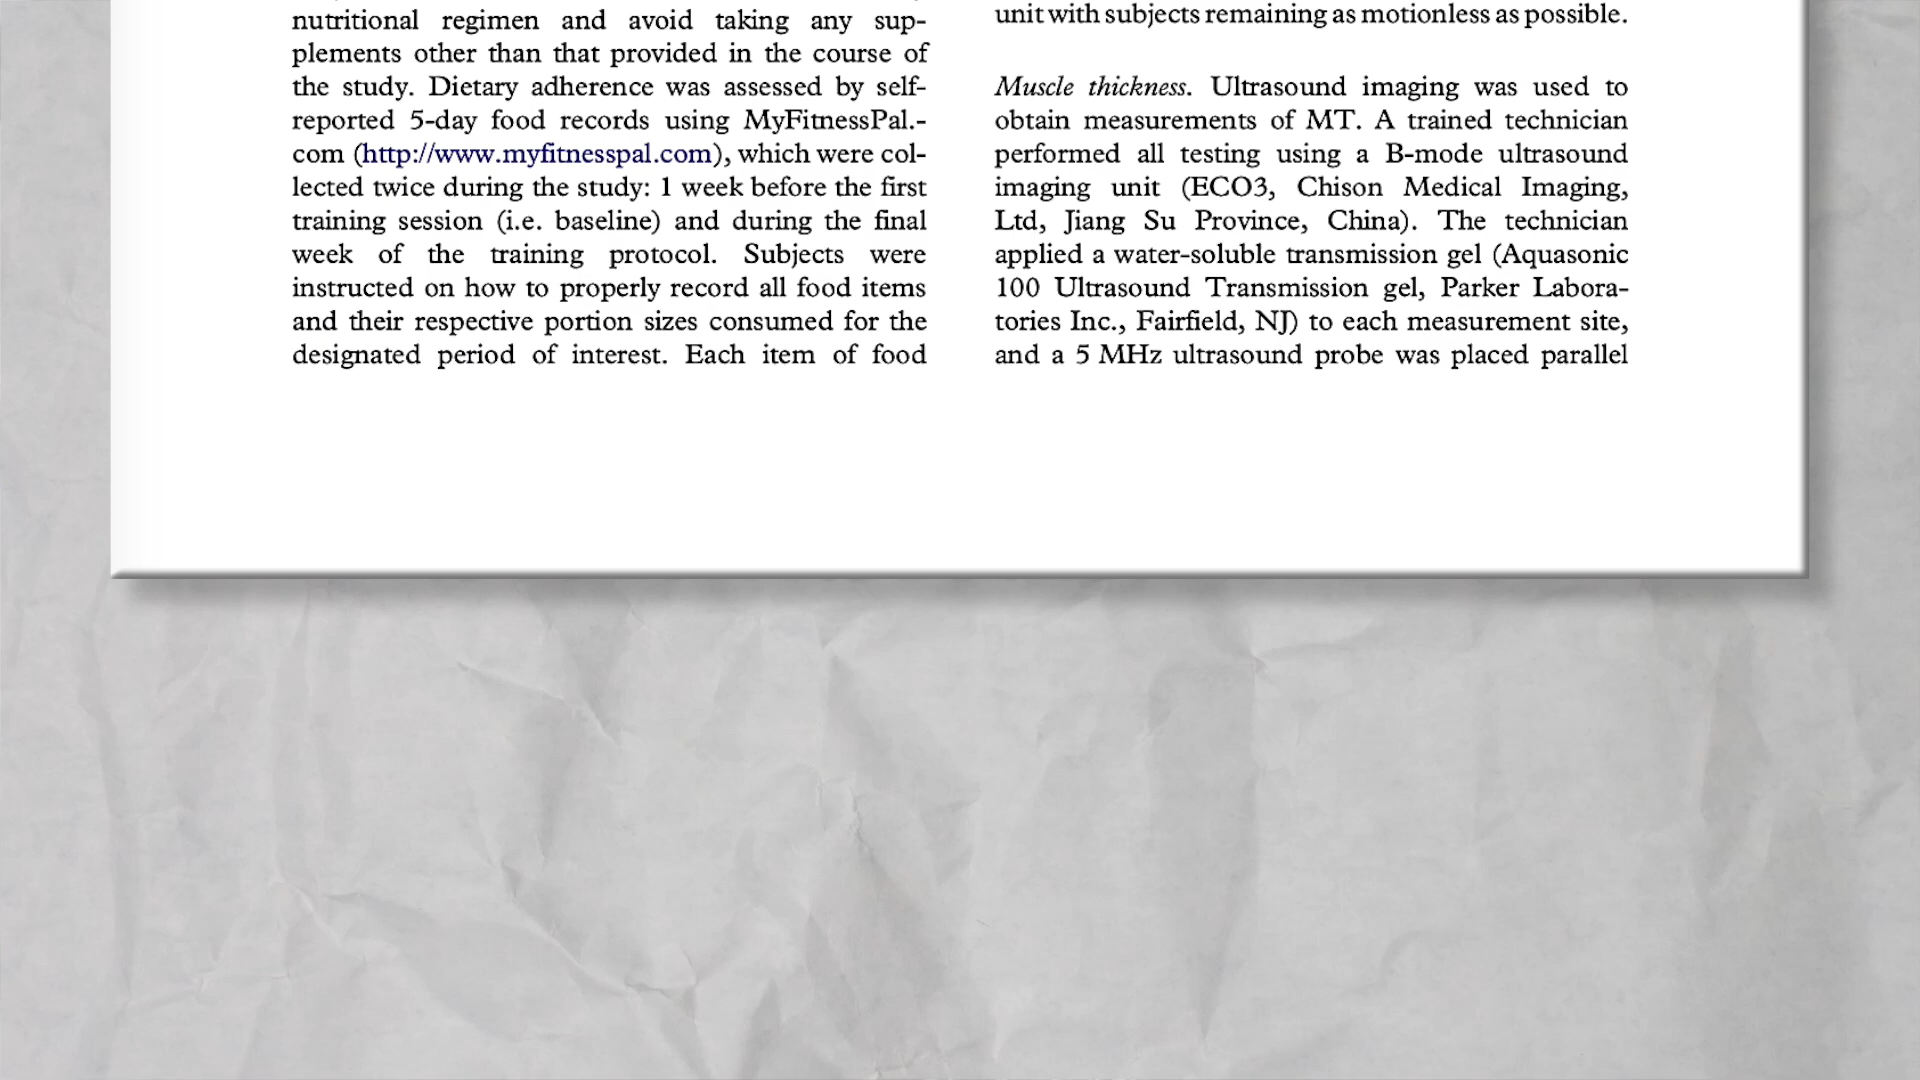 nutritional regimen and avoid taking any sup-
plements other than that provided in the course of
the study. Dietary adherence was assessed by self-
reported 5-day food records using MyFitnessPal.-
com (http://www.myfitnesspal.com), which were col-
lected twice during the study: 1 week before the first
training session (i.e. baseline) and during the final
week of the training protocol. Subjects were
instructed on how to properly record all food items
and their respective portion sizes consumed for the
designated period of interest. Each item of food
unit with subjects remaining as motionless as possible.
Muscle thickness. Ultrasound imaging was used to
obtain measurements of MT. A trained technician
performed all testing using a B-mode ultrasound
imaging unit (ECO3, Chison Medical Imaging,
Ltd, Jiang Su Province, China). The technician
applied a water-soluble transmission gel (Aquasonic
100 Ultrasound Transmission gel, Parker Labora-
tories Inc., Fairfield, NJ) to each measurement site,
and a 5 MHz ultrasound probe was placed parallel